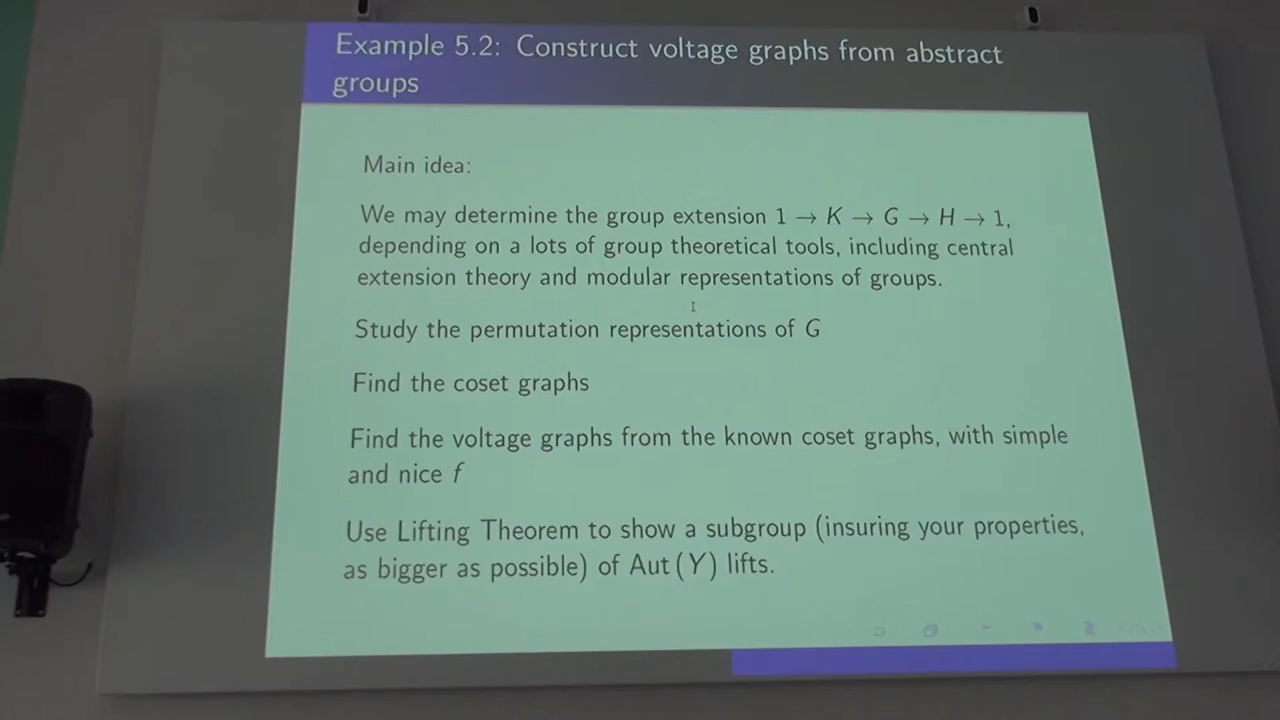 Example 5.2: Construct voltage graphs from abstract
groups
Main idea:
We may determine the group extension 1 → K → G → H → 1,
depending on a lots of group theoretical tools, including central
extension theory and modular representations of groups.
Study the permutation representations of G
Find the coset graphs
Find the voltage graphs from the known coset graphs, with simple
and nice f
Use Lifting Theorem to show a subgroup (insuring your properties,
as bigger as possible) of Aut (Y) lifts.